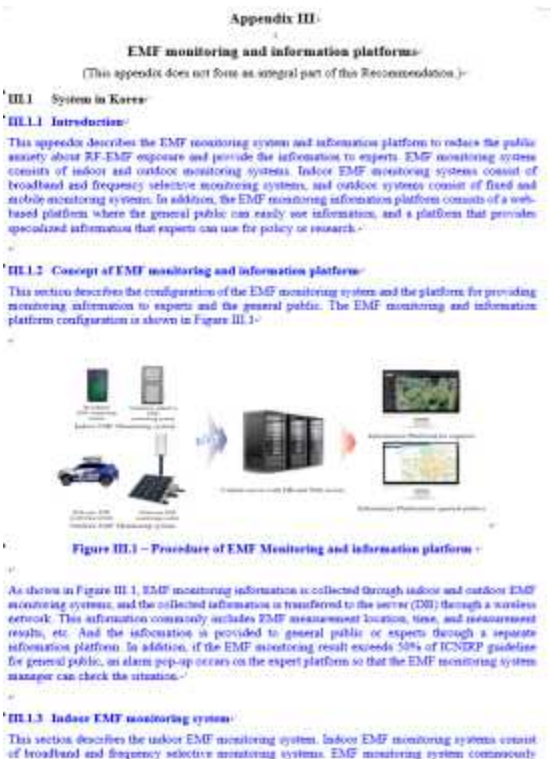 Appendix III
EMF monitoring and information platforms
(This appendix does not form an integral part of this Recommendation.)
III.1 System in Korea
III.1.1 Introduction
This appendix describes the EMF monitoring system and information platform to reduce the public
anxiety about RF-EMF exposure and provide the information to experts. EMF monitoring system
consists of indoor and outdoor monitoring systems. Indoor EMF monitoring systems consist of
broadband and frequency selective monitoring systems, and outdoor systems consist of fixed and
mobile monitoring systems. In addition, the EMF monitoring information platform consists of a web-
based platform where the general public can easily use information, and a platform that provides
specialized information that experts can use for policy or research.
III.1.2 Concept of EMF monitoring and information platform
This section describes the configuration of the EMF monitoring system and the platform for providing
monitoring information to experts and the general public. The EMF monitoring and information
platform configuration is shown in Figure III.1
Indoor EMF Monitoring system
Outdoor EMF Monitoring system
Figure III.1 – Procedure of EMF Monitoring and information platform
As shown in Figure III.1, EMF monitoring information is collected through indoor and outdoor EMF
monitoring systems, and the collected information is transferred to the server (DB) through a wireless
network. This information commonly includes EMF measurement location, time, and measurement
results, etc. And the information is provided to general public or experts through a separate
information platform. In addition, if the EMF monitoring result exceeds 50% of ICNIRP guideline
for general public, an alarm pop-up occurs on the expert platform so that the EMF monitoring system
manager can check the situation.
III.1.3 Indoor EMF monitoring system
This section describes the indoor EMF monitoring system. Indoor EMF monitoring systems consist
of broadband and frequency selective monitoring systems. EMF monitoring system continuously